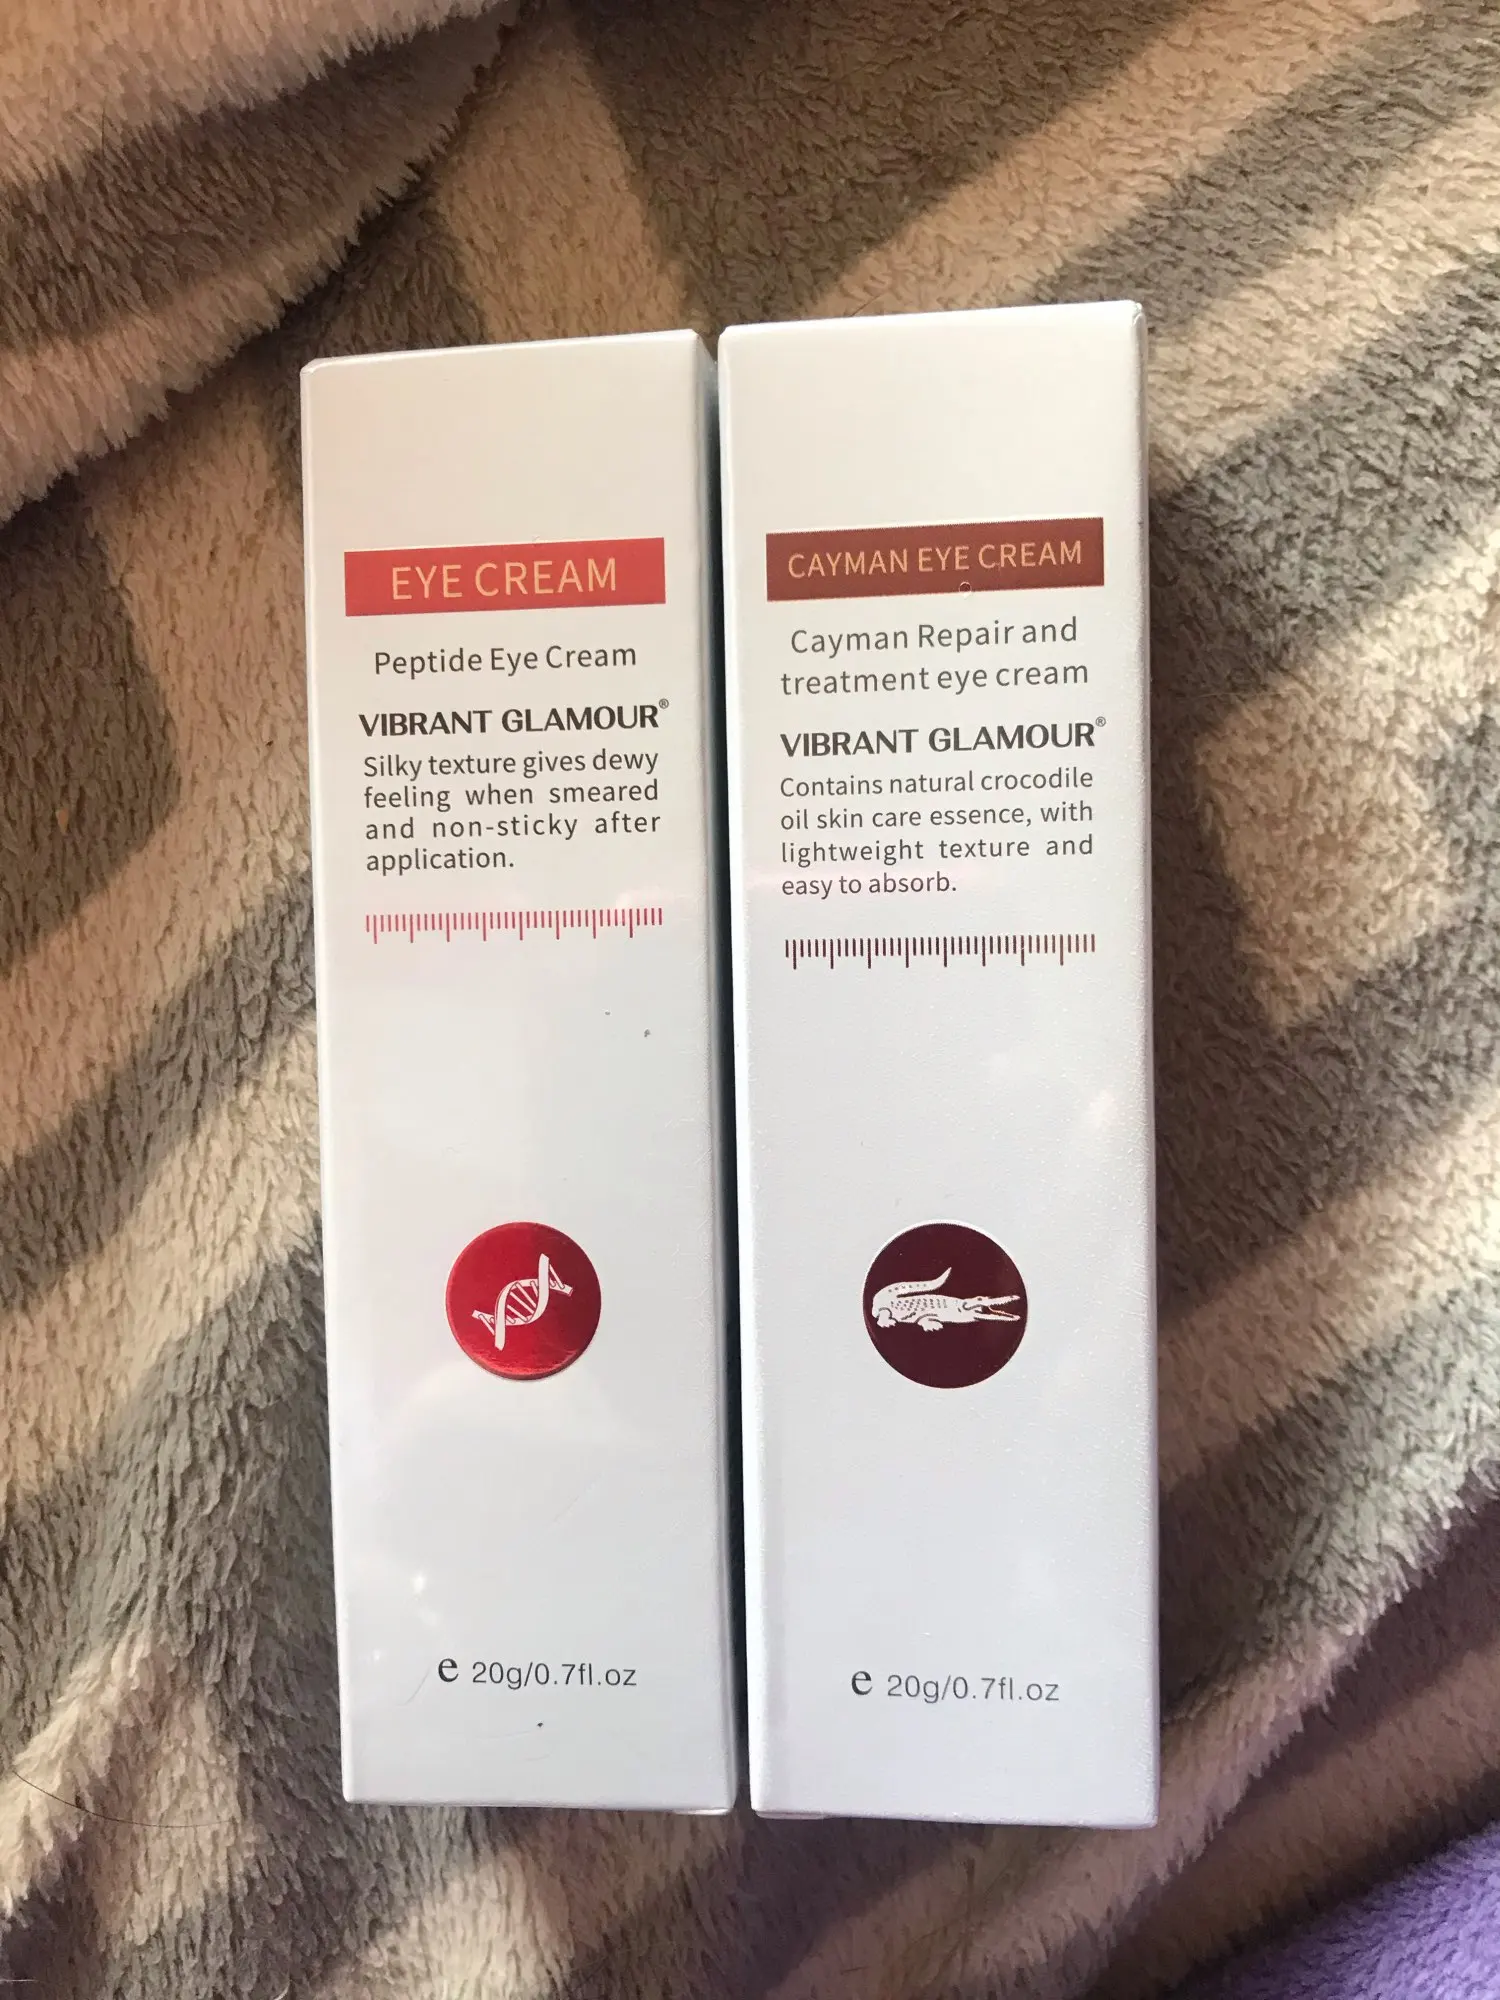 EYE CREAM
Peptide Eye Cream
VIBRANT GLAMOUR®
Silky texture gives dewy
feeling when smeared
and non-sticky after
application.
e 20g/0.7fl.oz
CAYMAN EYE CREAM
Cayman Repair and
treatment eye cream
VIBRANT GLAMOUR®
Contains natural crocodile
oil skin care essence, with
lightweight texture and
easy to absorb.
e 20g/0.7fl.oz